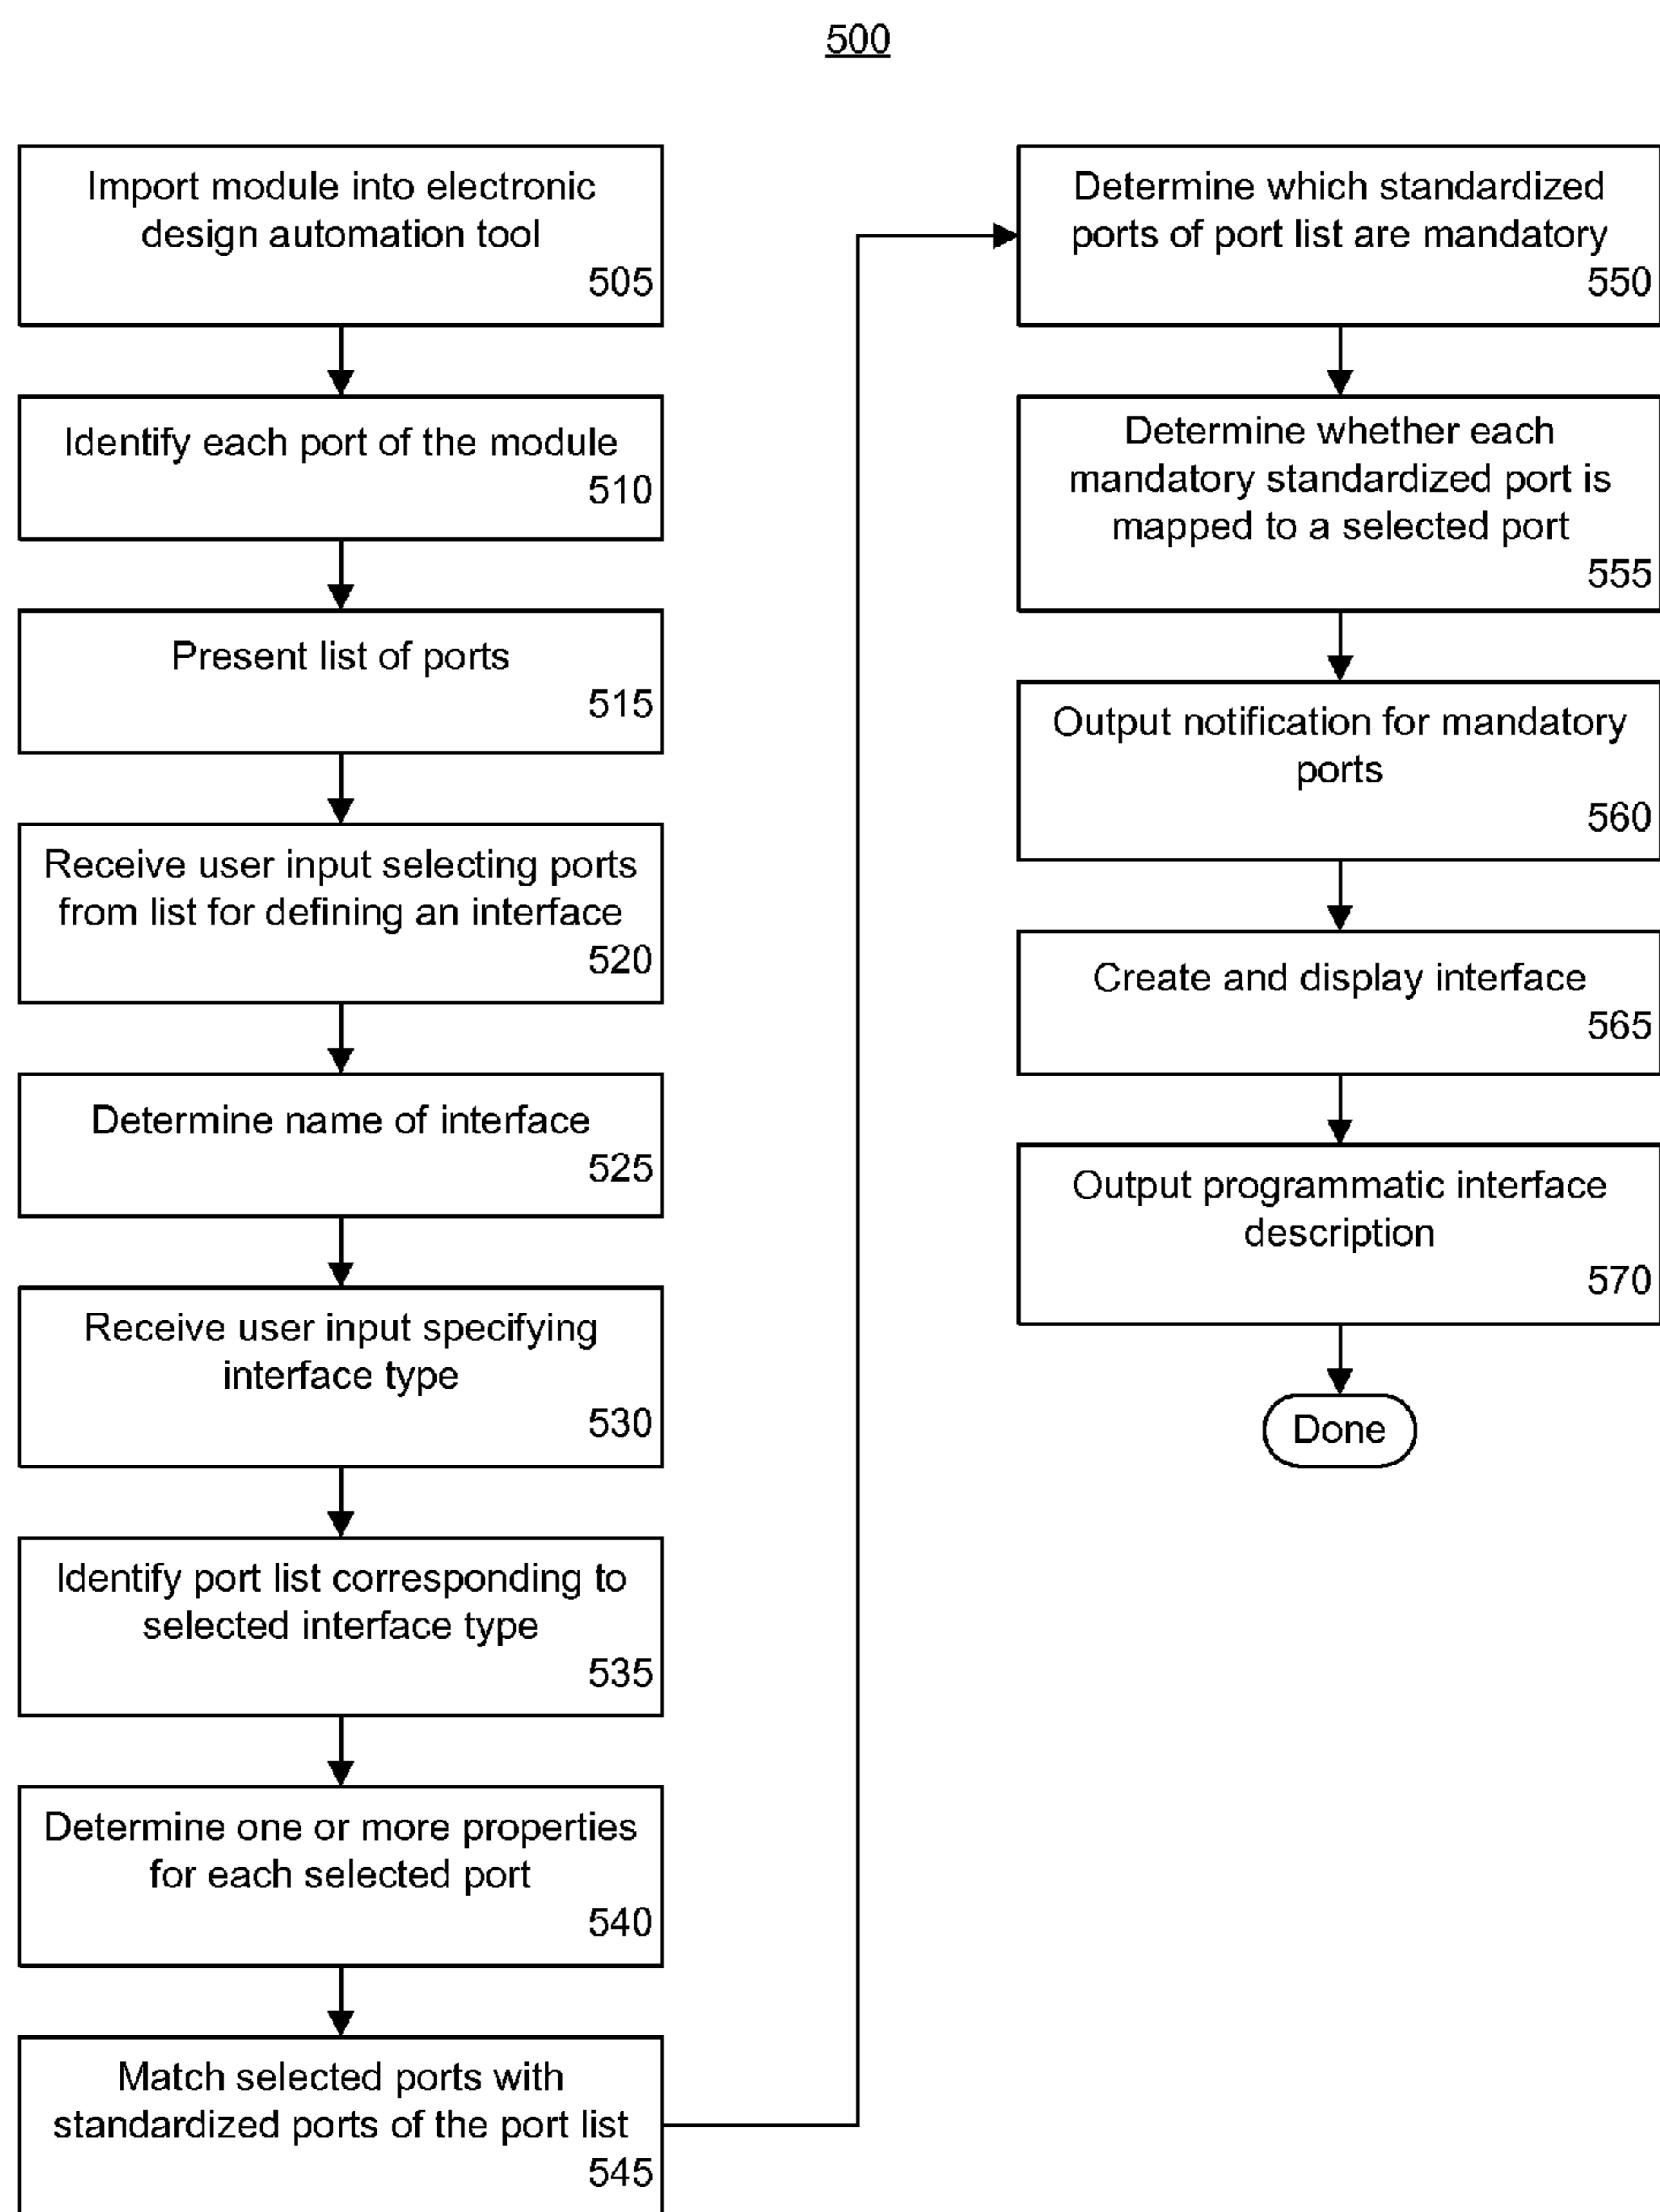 500
Import module into electronic
design automation tool
505
Identify each port of the module
510
Present list of ports
515
Receive user input selecting ports
from list for defining an interface
520
Determine name of interface
525
Receive user input specifying
interface type
530
Identify port list corresponding to
selected interface type
535
Determine one or more properties
for each selected port
540
Match selected ports with
standardized ports of the port list
545
Determine which standardized
ports of port list are mandatory
550
Determine whether each
mandatory standardized port is
mapped to a selected port
555
Output notification for mandatory
ports
560
Create and display interface
565
Output programmatic interface
description
570
Done